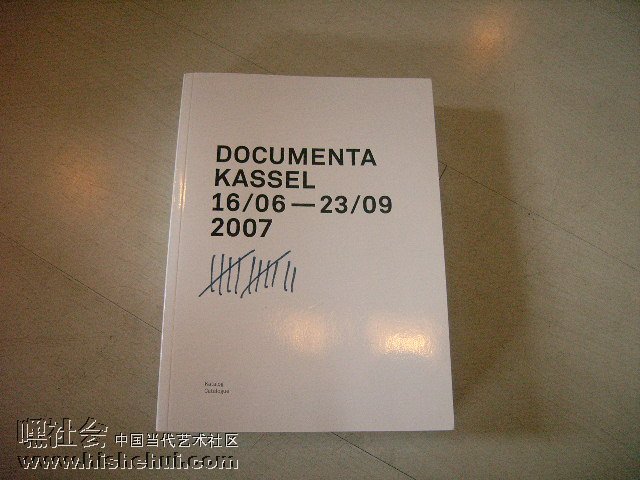 DOCUMENTA
KASSEL
16/06 — 23/09
2007
Katalog
Catalogue
嘿社会 中国当代艺术社区
www.hishehui.com